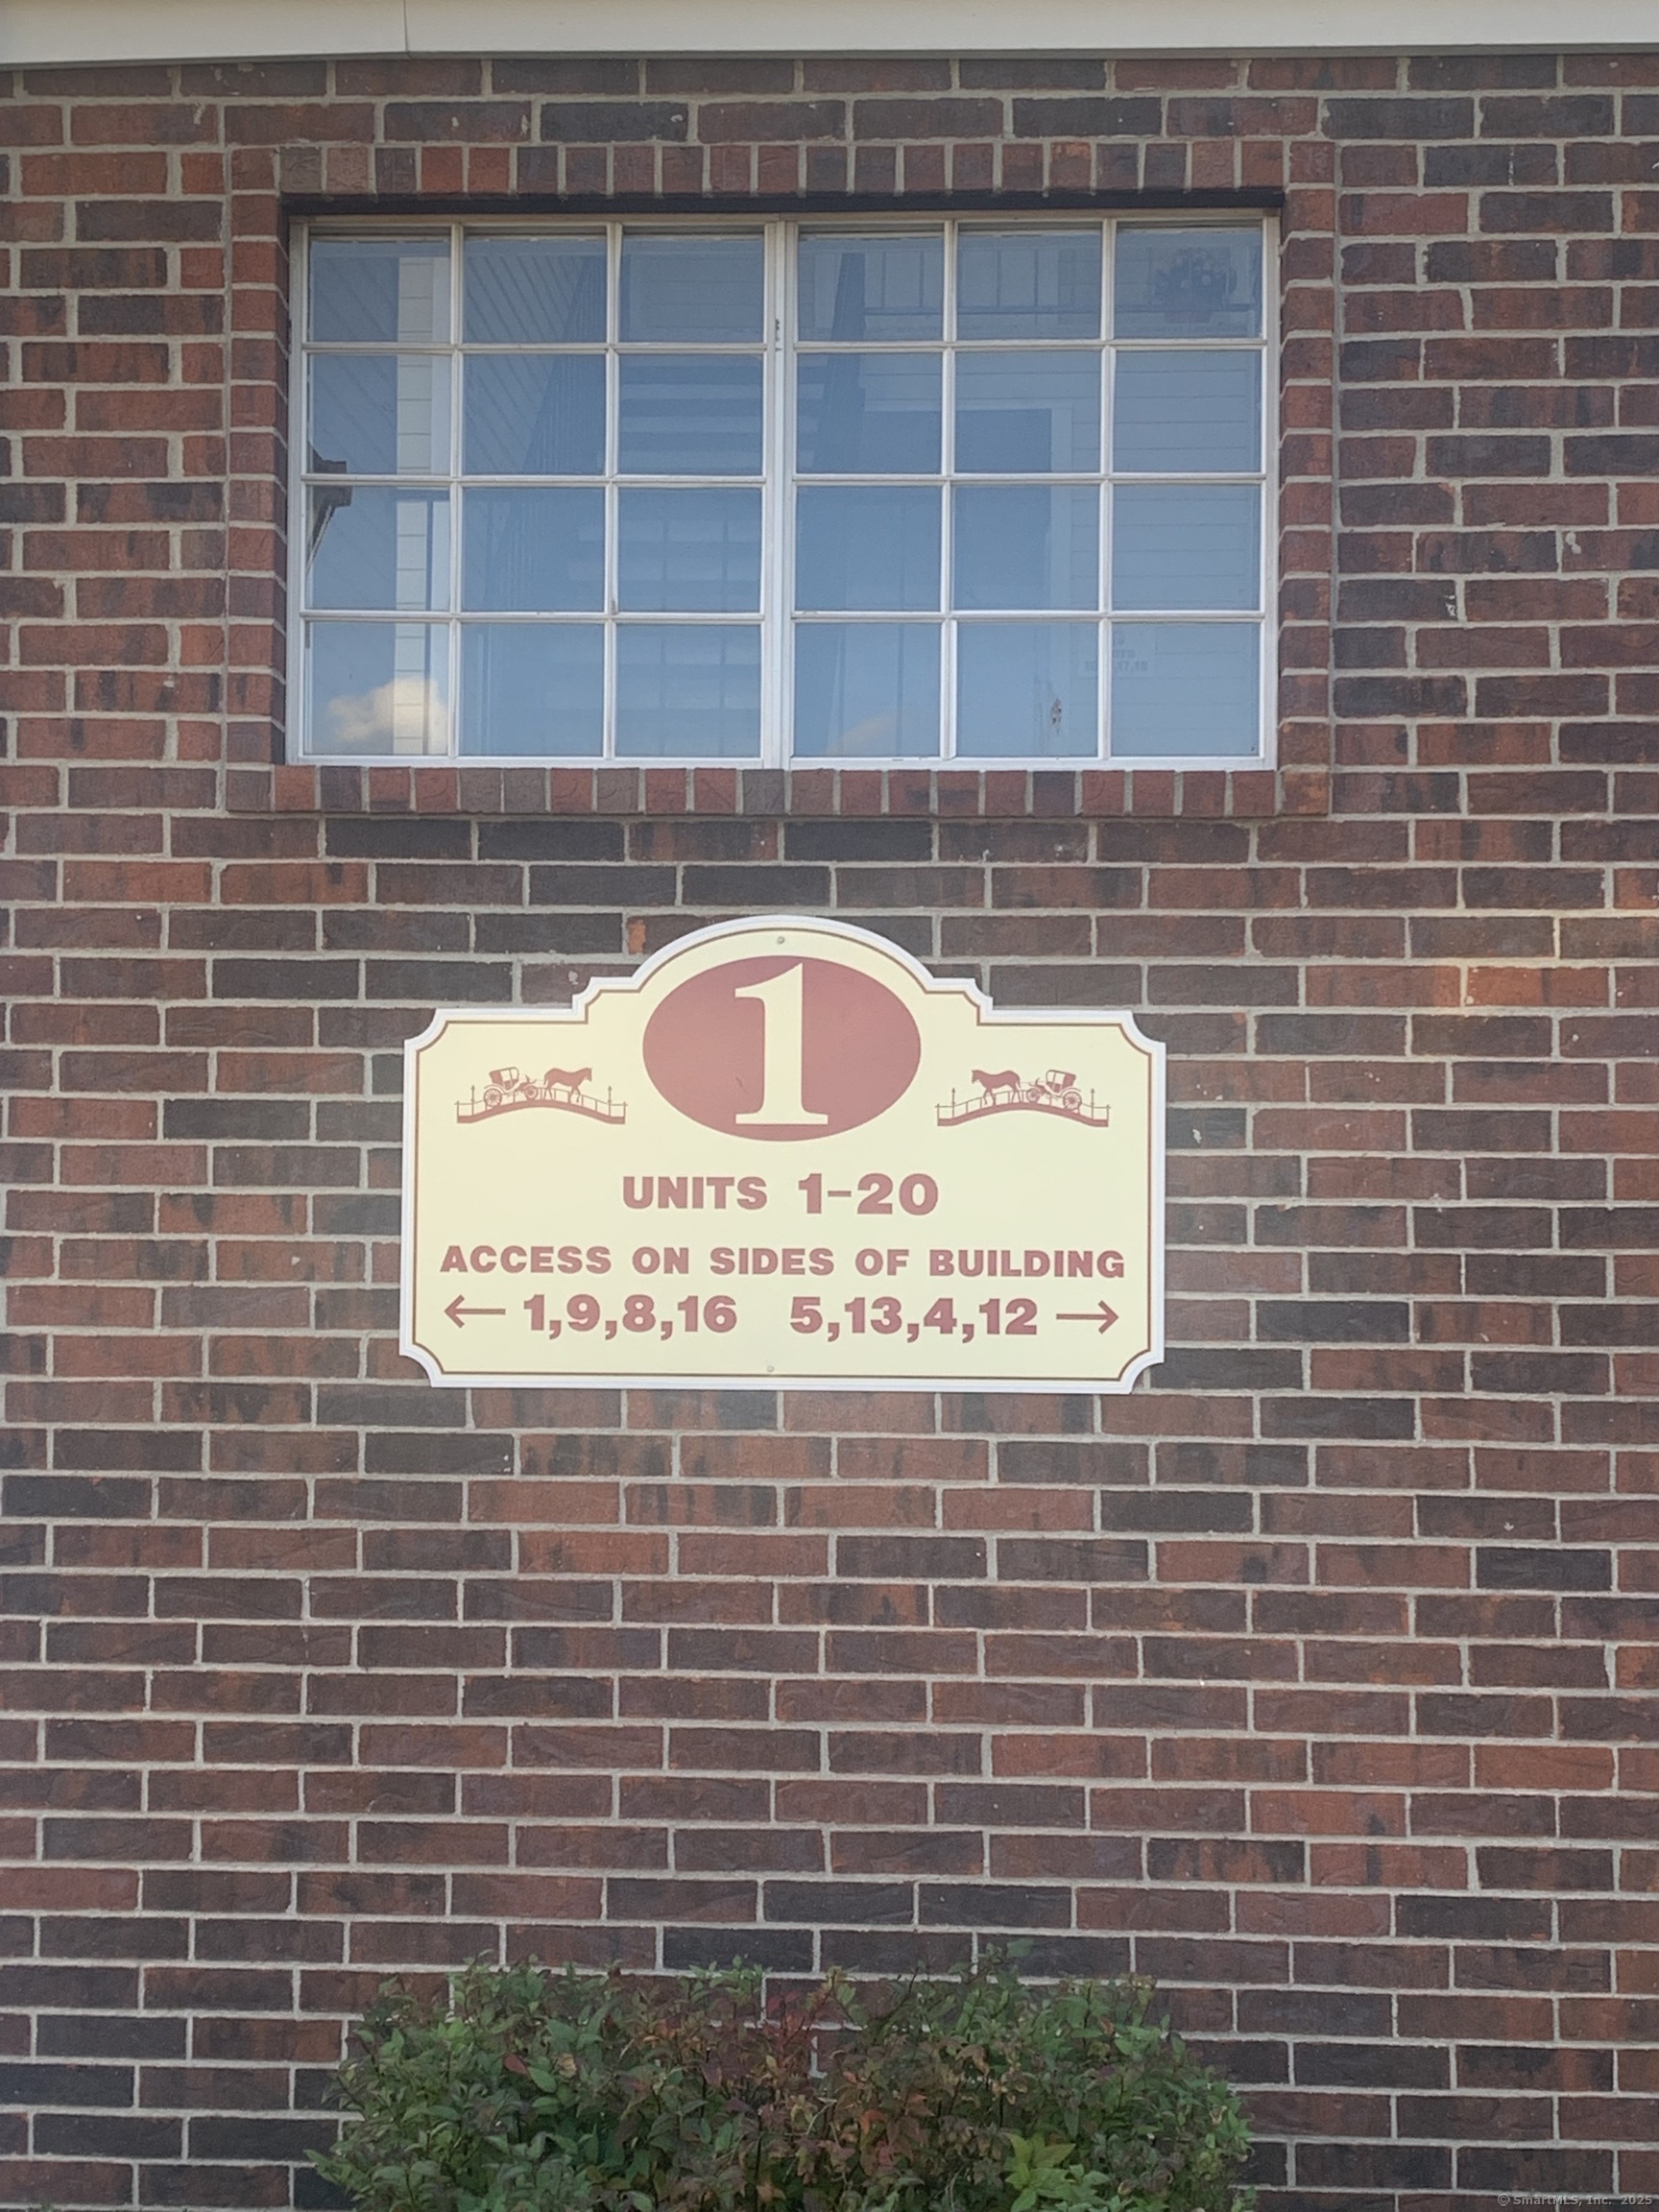 1
UNITS 1-20
ACCESS ON SIDES OF BUILDING
← 1,9,8,16 5,13,4,12 →
© SmartMLS, Inc. 2025